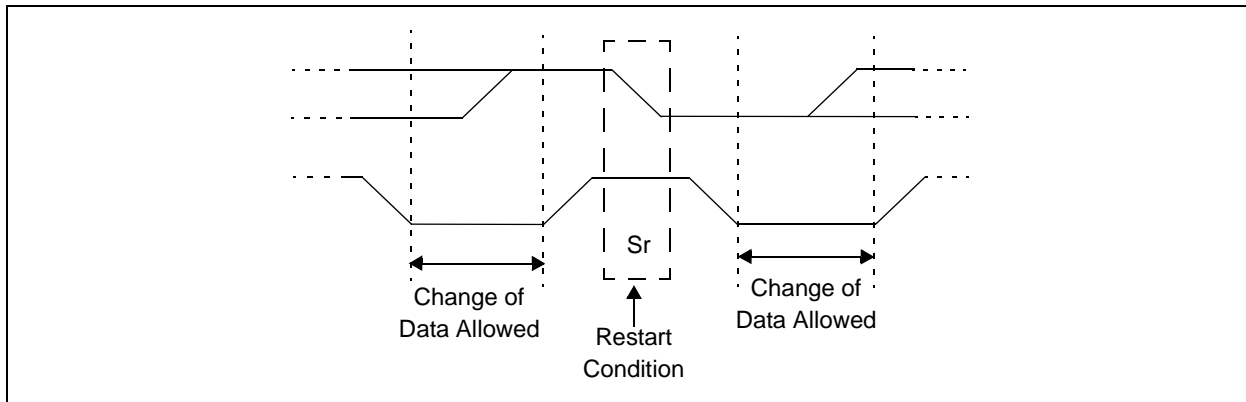 Sr
Change of
Data Allowed
Restart
Condition
Change of
Data Allowed